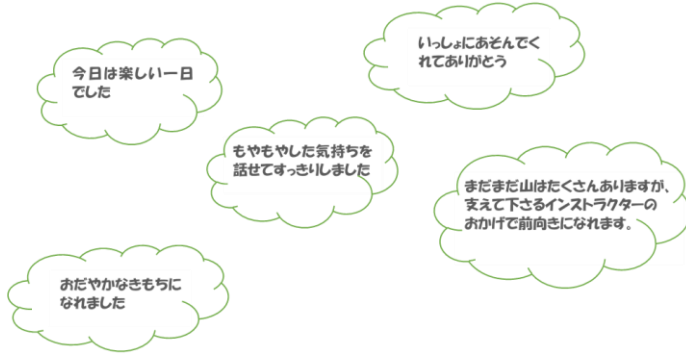 いっしょにあそんでく
れてありがとう
今日は楽しい一日
でした
もやもやした気持ちを
話せてすっきりしました
まだまだ山はたくさんありますが、
支えて下さるインストラクターの
おかげで前向きになれます。
おだやかなきもちに
なれました